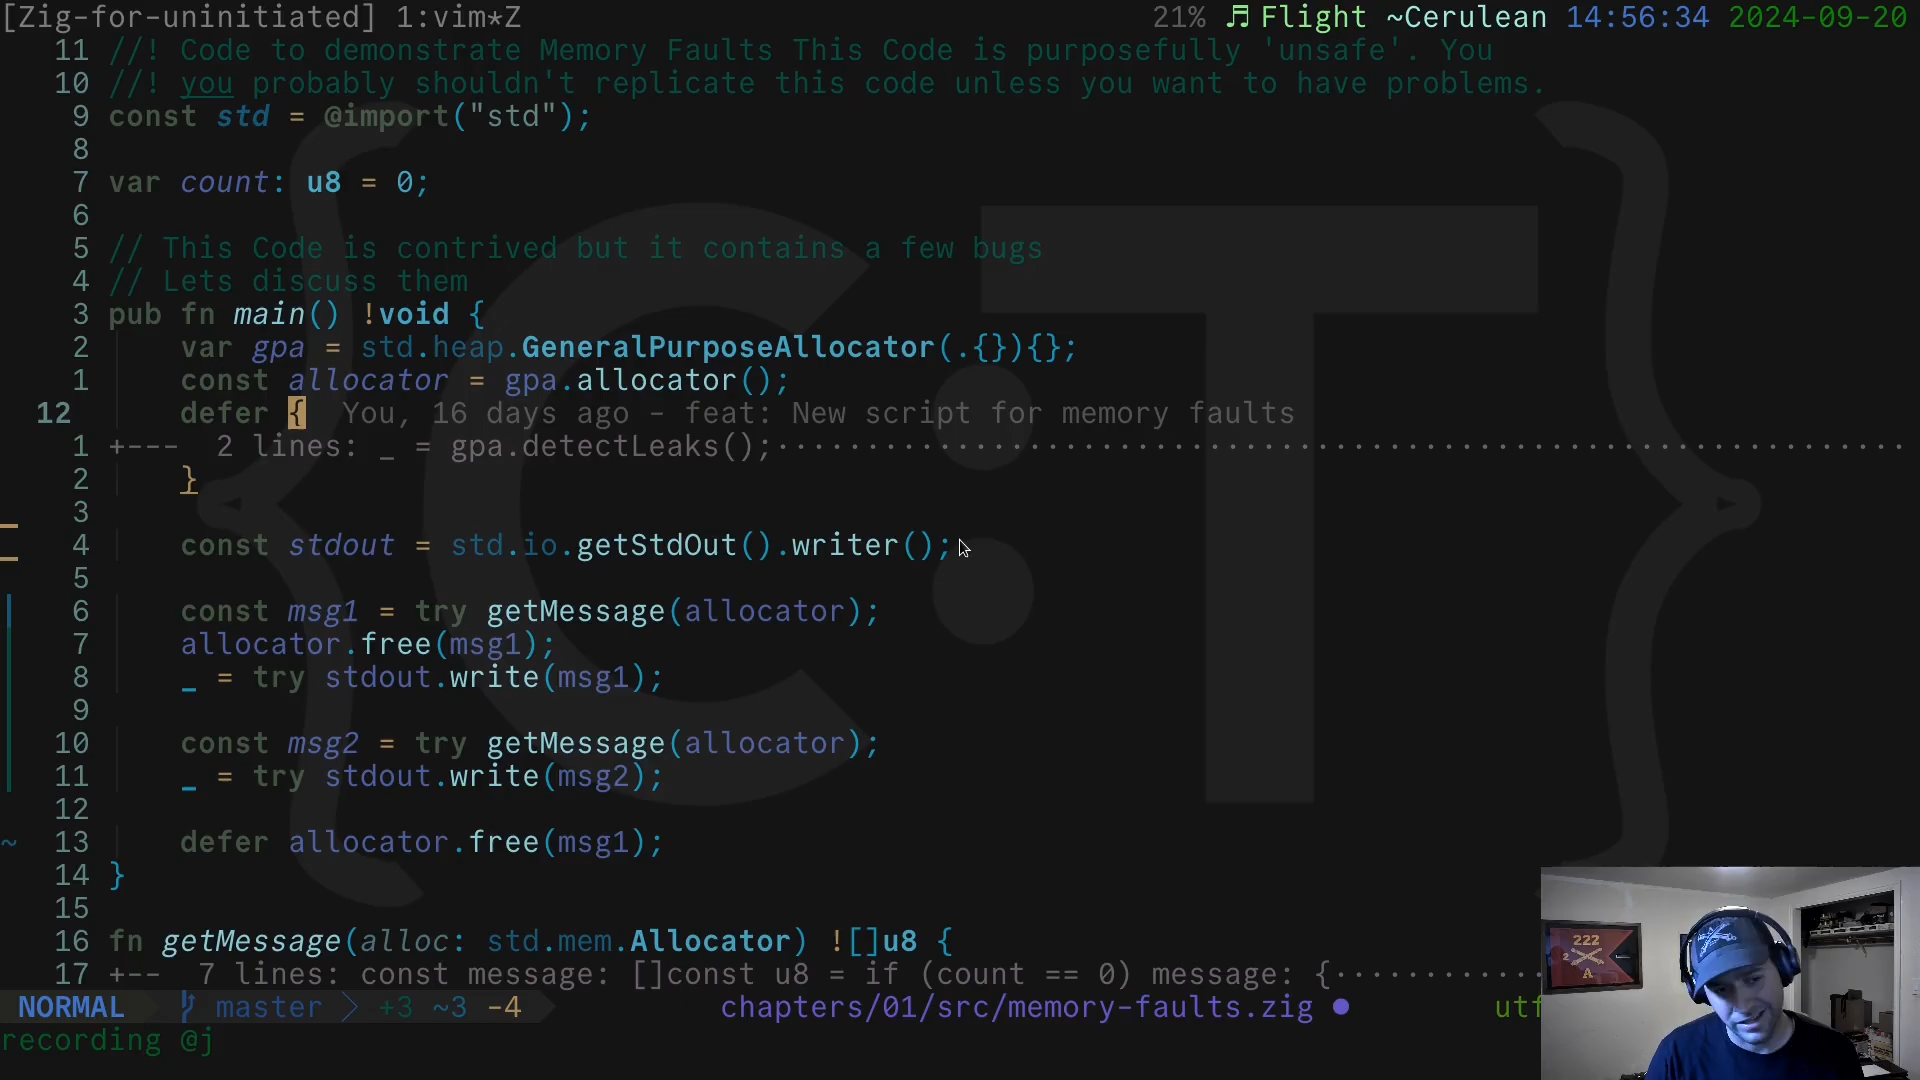 [Zig-for-uninitiated] 1:vim*Z 21% ♬ Flight ~Cerulean 14:56:34 2024-09-20
11 //! Code to demonstrate Memory Faults This Code is purposefully 'unsafe'. You
10 //! you probably shouldn't replicate this code unless you want to have problems.
9 const std = @import("std");
8
7 var count: u8 = 0;
6
5 // This Code is contrived but it contains a few bugs
4 // Lets discuss them
3 pub fn main() !void {
2 var gpa = std.heap.GeneralPurposeAllocator(.{}){};
1 const allocator = gpa.allocator();
12 defer { You, 16 days ago - feat: New script for memory faults
1 +--- 2 lines: _ = gpa.detectLeaks();
2 }
3
4 const stdout = std.io.getStdOut().writer();
5
6 const msg1 = try getMessage(allocator);
7 allocator.free(msg1);
8 _ = try stdout.write(msg1);
9
10 const msg2 = try getMessage(allocator);
11 _ = try stdout.write(msg2);
12
~ 13 defer allocator.free(msg1);
14 }
15
16 fn getMessage(alloc: std.mem.Allocator) ![]u8 {
17 +-- 7 lines: const message: []const u8 = if (count == 0) message: {
NORMAL master +3 ~3 -4 chapters/01/src/memory-faults.zig ● utf
recording @j
222
2
A